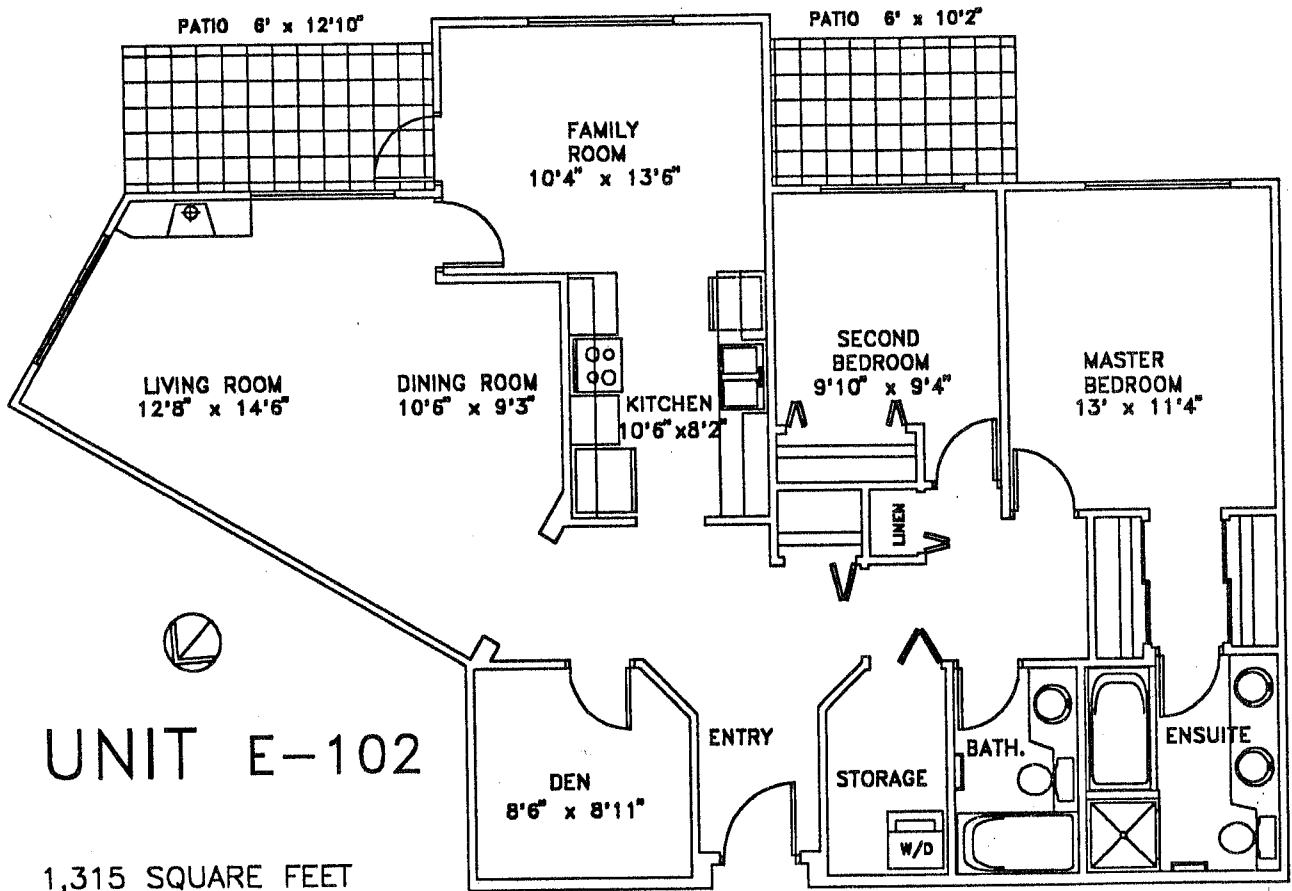 PATIO 6' x 12'10"
PATIO 6' x 10'2"
FAMILY
ROOM
10'4" x 13'6"
LIVING ROOM
12'8" x 14'6"
DINING ROOM
10'6" x 9'3"
KITCHEN
10'6"x8'2"
SECOND
BEDROOM
9'10" x 9'4"
MASTER
BEDROOM
13' x 11'4"
LINEN
ENTRY
DEN
8'6" x 8'11"
STORAGE
W/D
BATH.
ENSUITE
UNIT E-102
1,315 SQUARE FEET